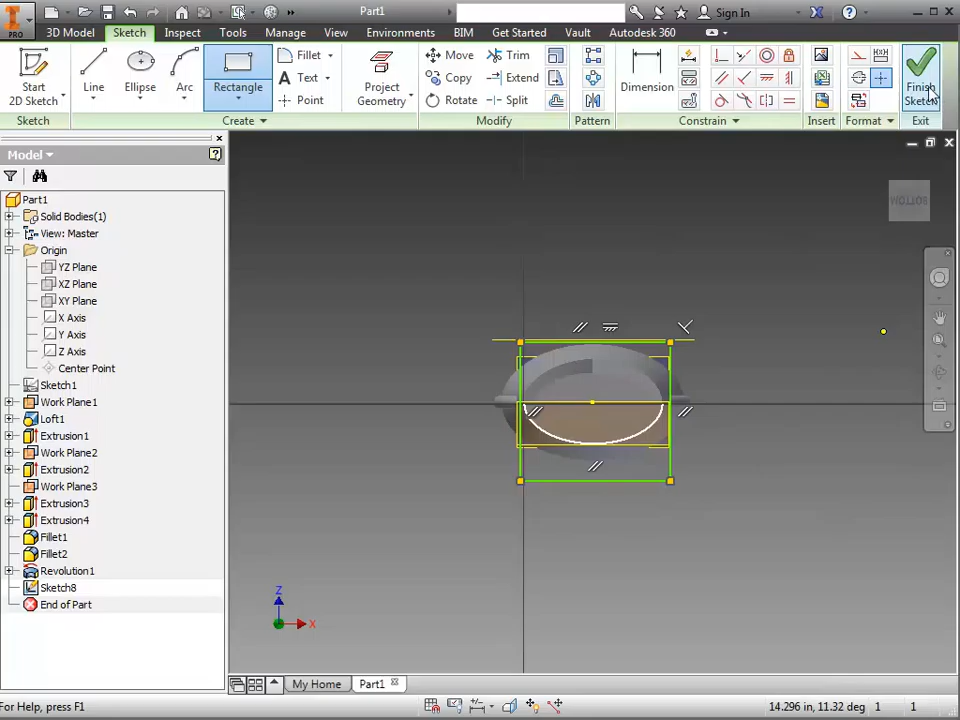 Part1
Sign In
PRO
3D Model Sketch Inspect Tools Manage View Environments BIM Get Started Vault Autodesk 360
Start
2D Sketch
Line
Ellipse
Arc
Rectangle
Fillet
Text
Point
Project
Geometry
Move
Copy
Rotate
Trim
Extend
Split
Dimension
Finish
Sketch
Sketch
Create
Modify
Pattern
Constrain
Insert
Format
Exit
Model
Part1
Solid Bodies(1)
View: Master
Origin
YZ Plane
XZ Plane
XY Plane
X Axis
Y Axis
Z Axis
Center Point
Sketch1
Work Plane1
Loft1
Extrusion1
Work Plane2
Extrusion2
Work Plane3
Extrusion3
Extrusion4
Fillet1
Fillet2
Revolution1
Sketch8
End of Part
BOTTOM
Z
X
My Home
Part1
For Help, press F1
14.296 in, 11.32 deg
1
1